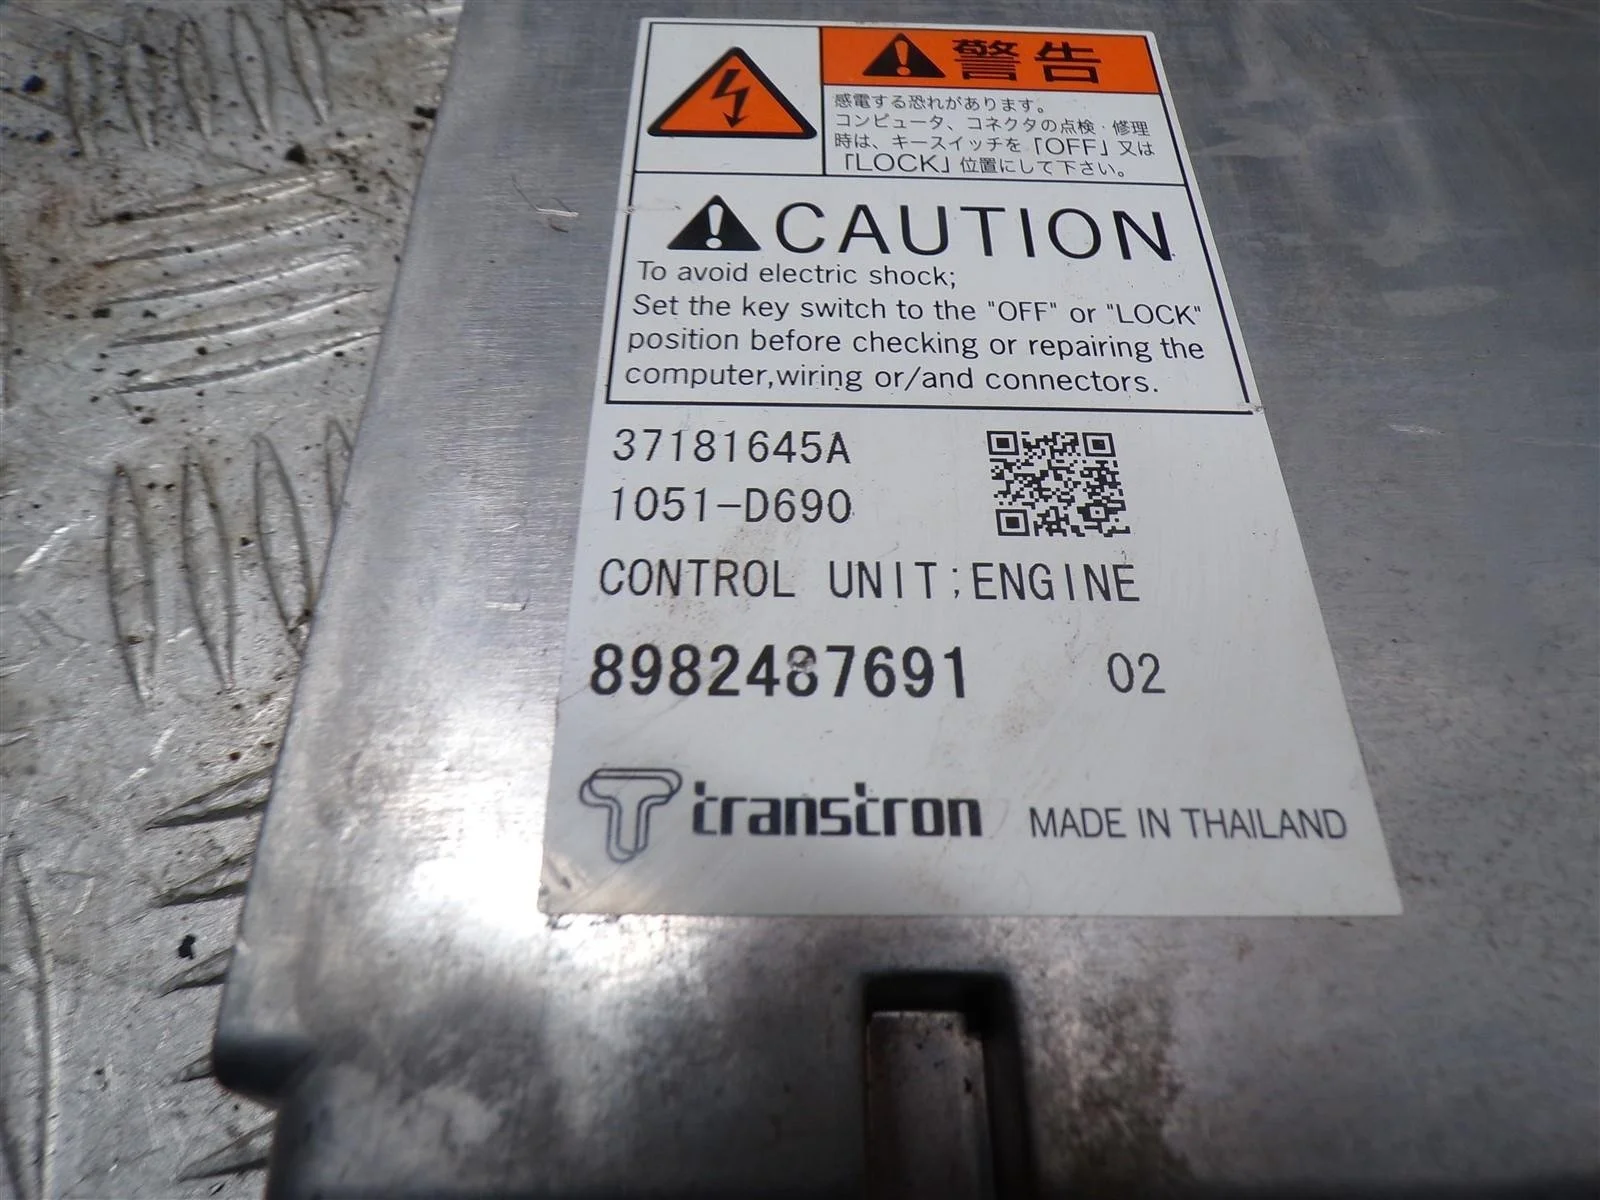 警告
感電する恐れがあります。
コンピュータ、コネクタの点検・修理
時は、キースイッチを「OFF」又は
「LOCK」位置にして下さい。
CAUTION
To avoid electric shock;
Set the key switch to the "OFF" or "LOCK"
position before checking or repairing the
computer,wiring or/and connectors.
37181645A
1051-D690
CONTROL UNIT;ENGINE
8982487691 02
transtron MADE IN THAILAND